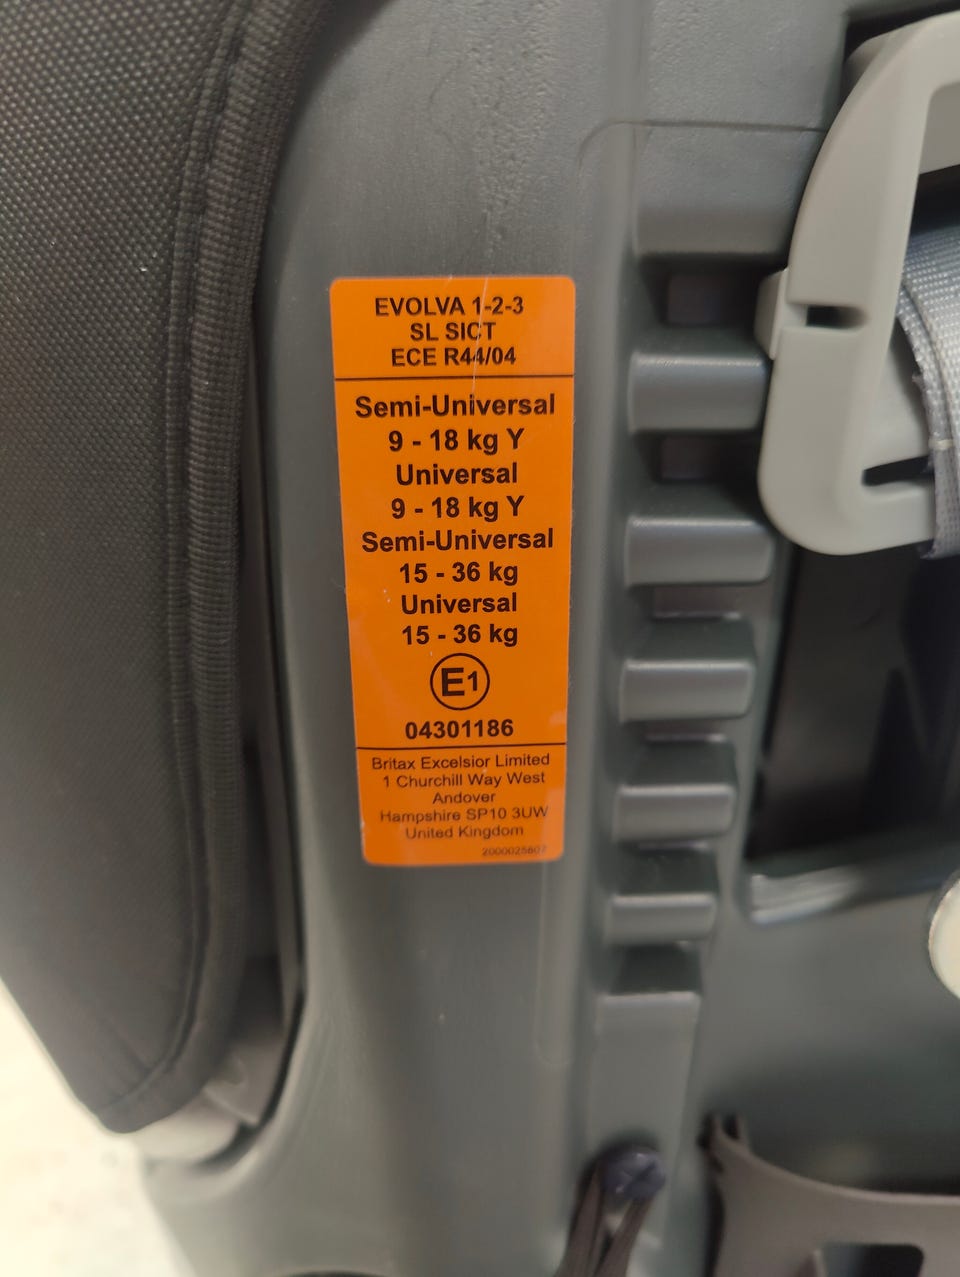 EVOLVA 1-2-3
SL SICT
ECE R44/04
Semi-Universal
9 - 18 kg Y
Universal
9 - 18 kg Y
Semi-Universal
15 - 36 kg
Universal
15 - 36 kg
E1
04301186
Britax Excelsior Limited
1 Churchill Way West
Andover
Hampshire SP10 3UW
United Kingdom
2000025607